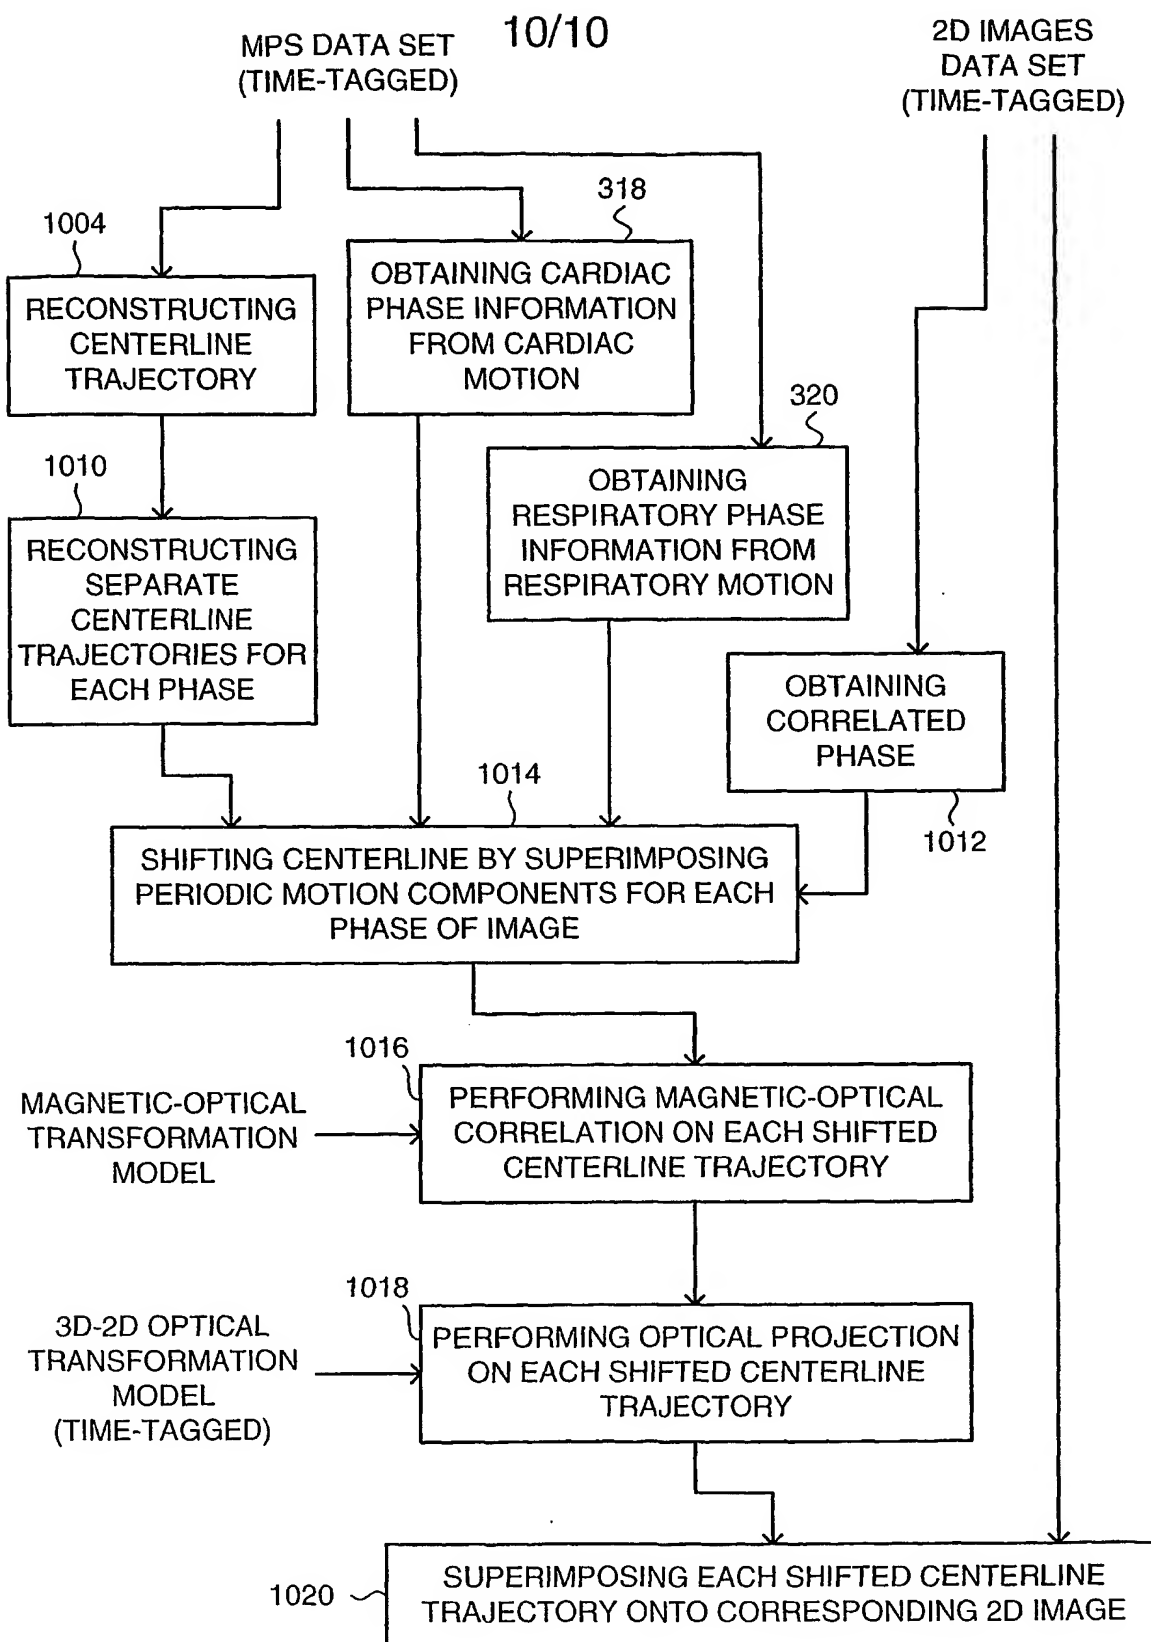 10/10
MPS DATA SET
(TIME-TAGGED)
2D IMAGES
DATA SET
(TIME-TAGGED)
1004
RECONSTRUCTING
CENTERLINE
TRAJECTORY
318
OBTAINING CARDIAC
PHASE INFORMATION
FROM CARDIAC
MOTION
320
OBTAINING
RESPIRATORY PHASE
INFORMATION FROM
RESPIRATORY MOTION
1010
RECONSTRUCTING
SEPARATE
CENTERLINE
TRAJECTORIES FOR
EACH PHASE
OBTAINING
CORRELATED
PHASE
1012
1014
SHIFTING CENTERLINE BY SUPERIMPOSING
PERIODIC MOTION COMPONENTS FOR EACH
PHASE OF IMAGE
MAGNETIC-OPTICAL
TRANSFORMATION
MODEL
1016
PERFORMING MAGNETIC-OPTICAL
CORRELATION ON EACH SHIFTED
CENTERLINE TRAJECTORY
3D-2D OPTICAL
TRANSFORMATION
MODEL
(TIME-TAGGED)
1018
PERFORMING OPTICAL PROJECTION
ON EACH SHIFTED CENTERLINE
TRAJECTORY
1020
SUPERIMPOSING EACH SHIFTED CENTERLINE
TRAJECTORY ONTO CORRESPONDING 2D IMAGE